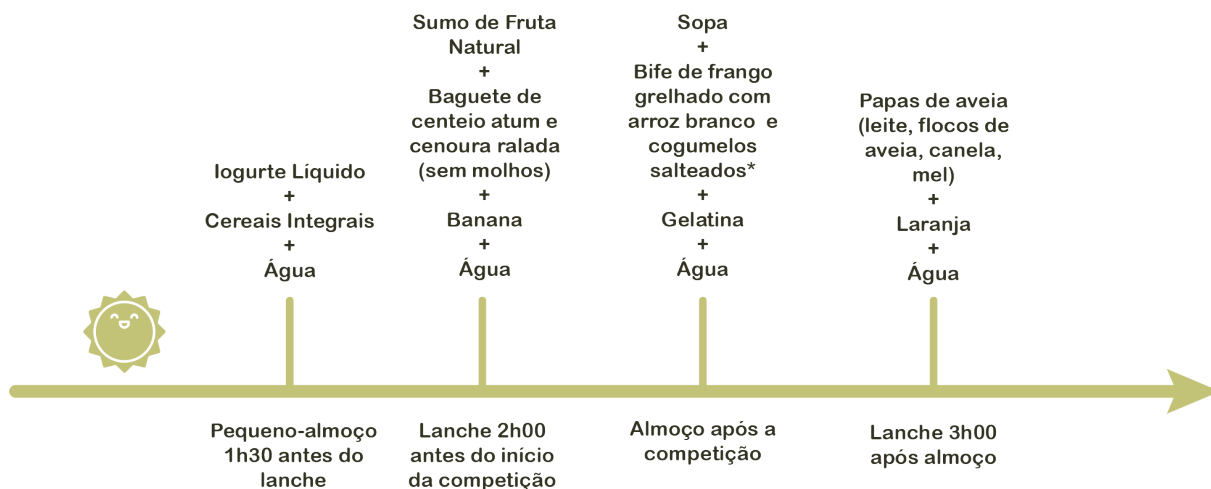 Iogurte Líquido
+
Cereais Integrais
+
Água
Pequeno-almoço
1h30 antes do
lanche
Sumo de Fruta
Natural
+
Baguete de
centeio atum e
cenoura ralada
(sem molhos)
+
Banana
+
Água
Lanche 2h00
antes do início
da competição
Sopa
+
Bife de frango
grelhado com
arroz branco e
cogumelos
salteados*
+
Gelatina
+
Água
Almoço após a
competição
Papas de aveia
(leite, flocos de
aveia, canela,
mel)
+
Laranja
+
Água
Lanche 3h00
após almoço